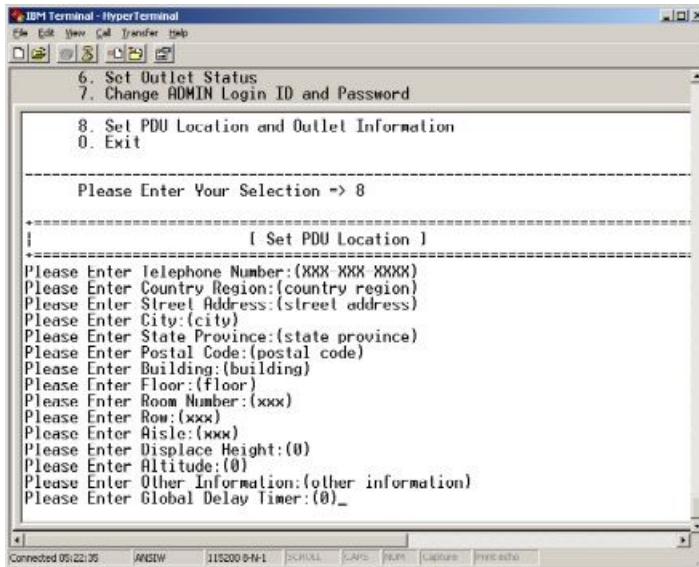 IBM Terminal - HyperTerminal
File Edit View Call Transfer Help
6. Set Outlet Status
7. Change ADMIN Login ID and Password
8. Set PDU Location and Outlet Information
0. Exit
Please Enter Your Selection => 8
[ Set PDU Location ]
Please Enter Telephone Number:(XXX-XXX-XXXX)
Please Enter Country Region:(country region)
Please Enter Street Address:(street address)
Please Enter City:(city)
Please Enter State Province:(state province)
Please Enter Postal Code:(postal code)
Please Enter Building:(building)
Please Enter Floor:(floor)
Please Enter Room Number:(xxx)
Please Enter Row:(xxx)
Please Enter Aisle:(xxx)
Please Enter Displace Height:(0)
Please Enter Altitude:(0)
Please Enter Other Information:(other information)
Please Enter Global Delay Timer:(0)_
Connected 05:22:35 ANSIW 115200 8-N-1 SCROLL CAPS NUM Capture Print echo